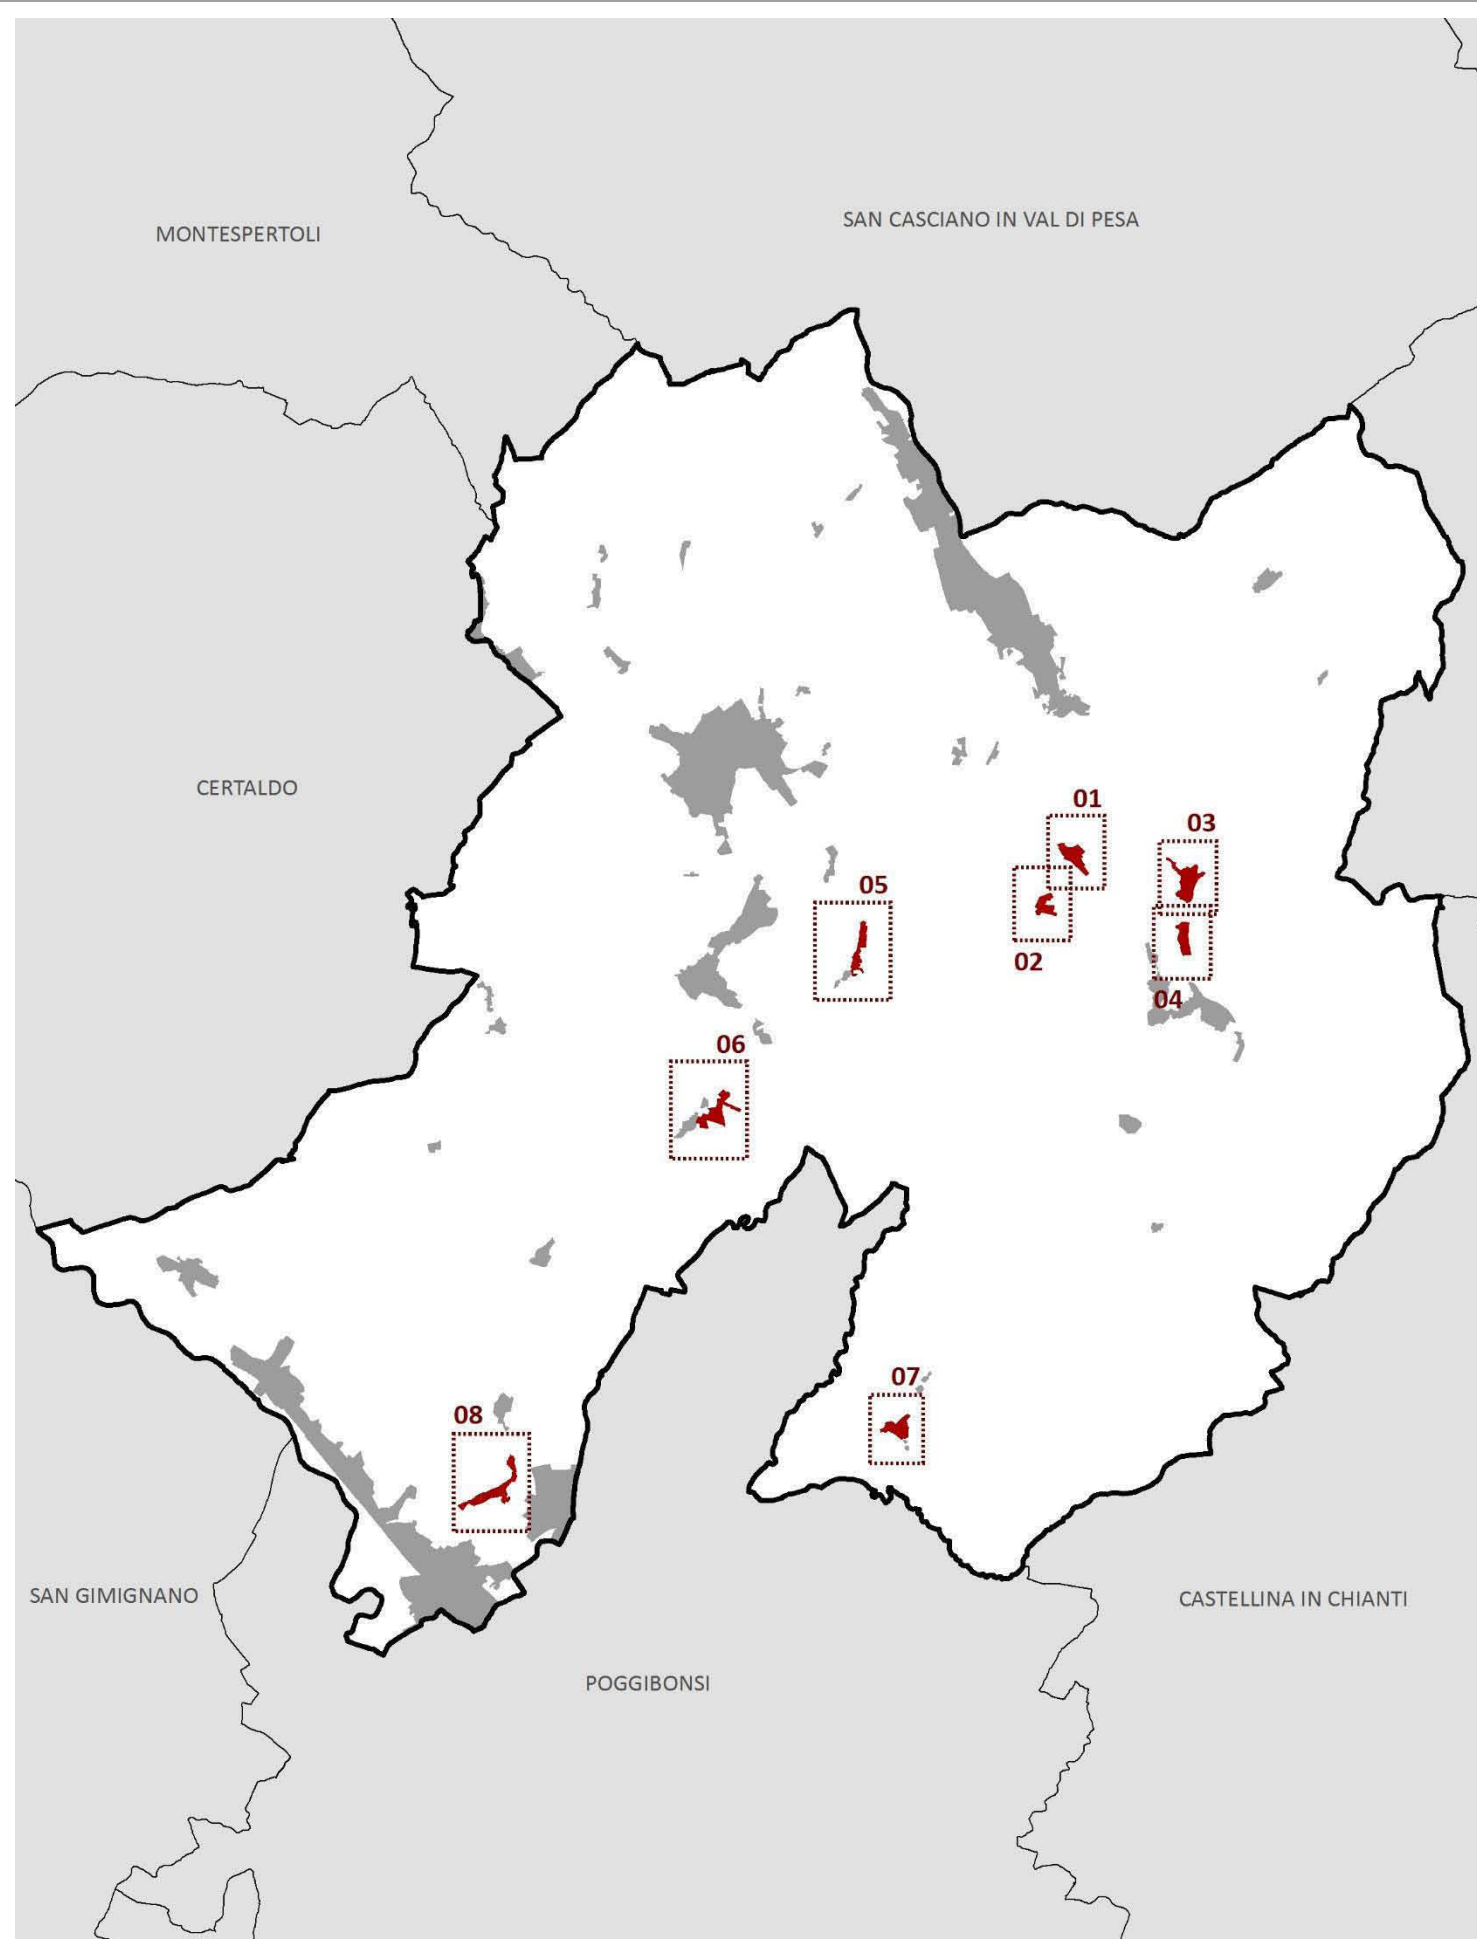 SAN CASCIANO IN VAL DI PESA
MONTESPERTOLI
CERTALDO
01
03
05
02
04
06
07
08
SAN GIMIGNANO
CASTELLINA IN CHIANTI
POGGIBONSI